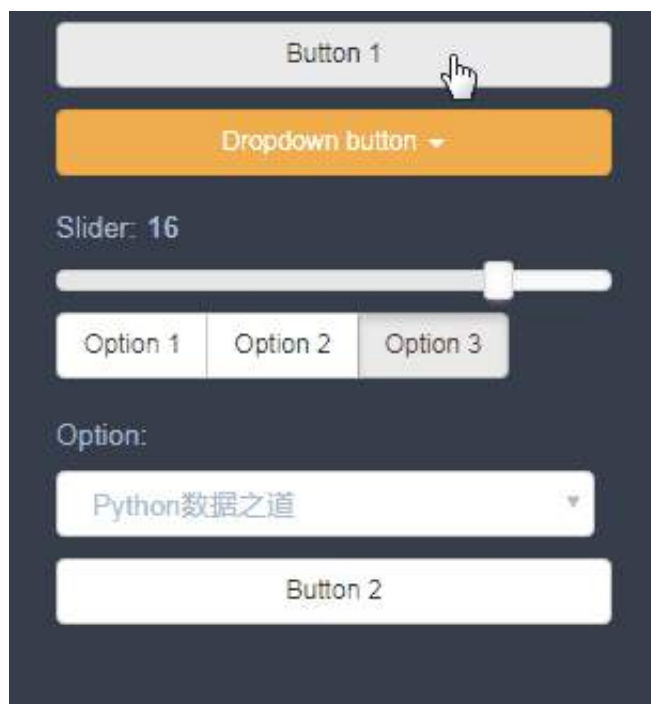 Button 1
Dropdown button
Slider: 16
Option 1 Option 2 Option 3
Option:
Python数据之道
Button 2